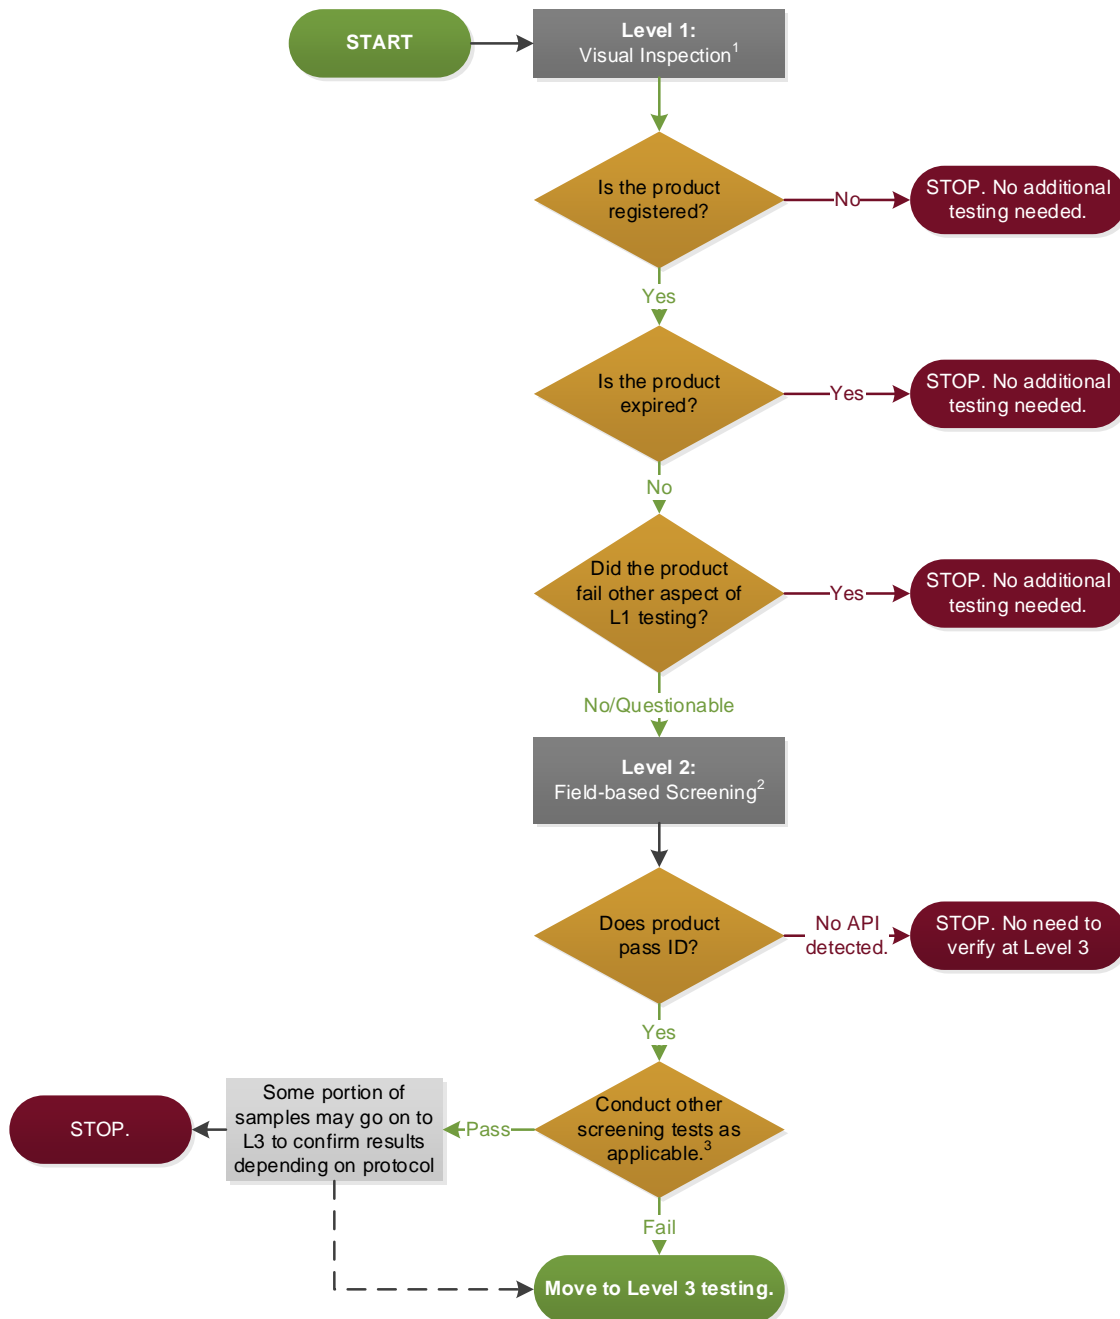 START
Level 1:
Visual Inspection1
Is the product
registered?
No
STOP. No additional
testing needed.
Yes
Is the product
expired?
Yes
STOP. No additional
testing needed.
No
Did the product
fail other aspect of
L1 testing?
Yes
STOP. No additional
testing needed.
No/Questionable
Level 2:
Field-based Screening2
Does product
pass ID?
No API
detected.
STOP. No need to
verify at Level 3
Yes
Conduct other
screening tests as
applicable.3
Pass
Some portion of
samples may go on to
L3 to confirm results
depending on protocol
STOP.
Fail
Move to Level 3 testing.